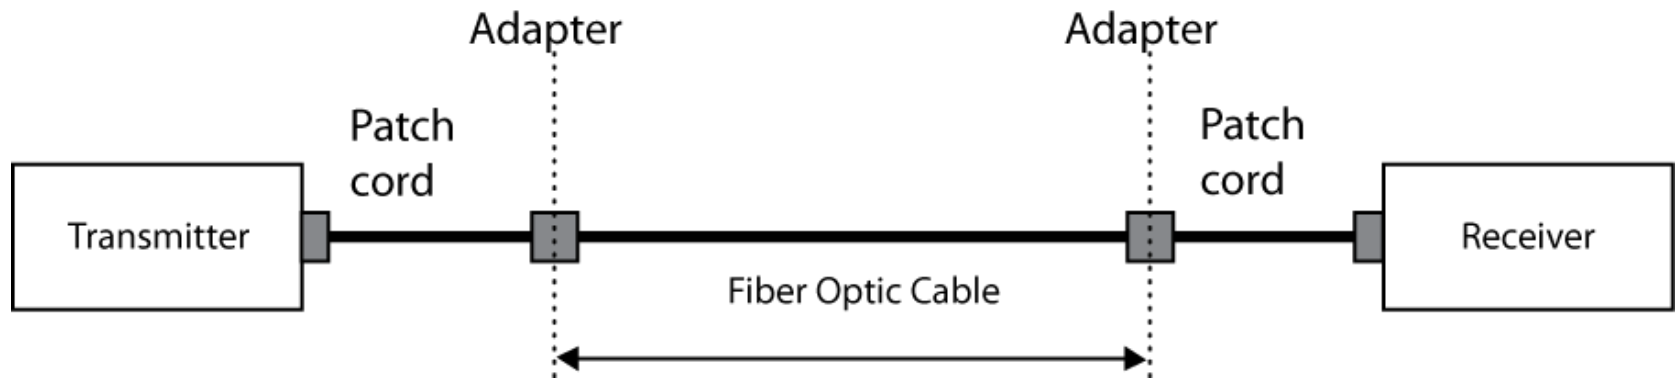 Adapter
Adapter
Patch
cord
Patch
cord
Transmitter
Receiver
Fiber Optic Cable